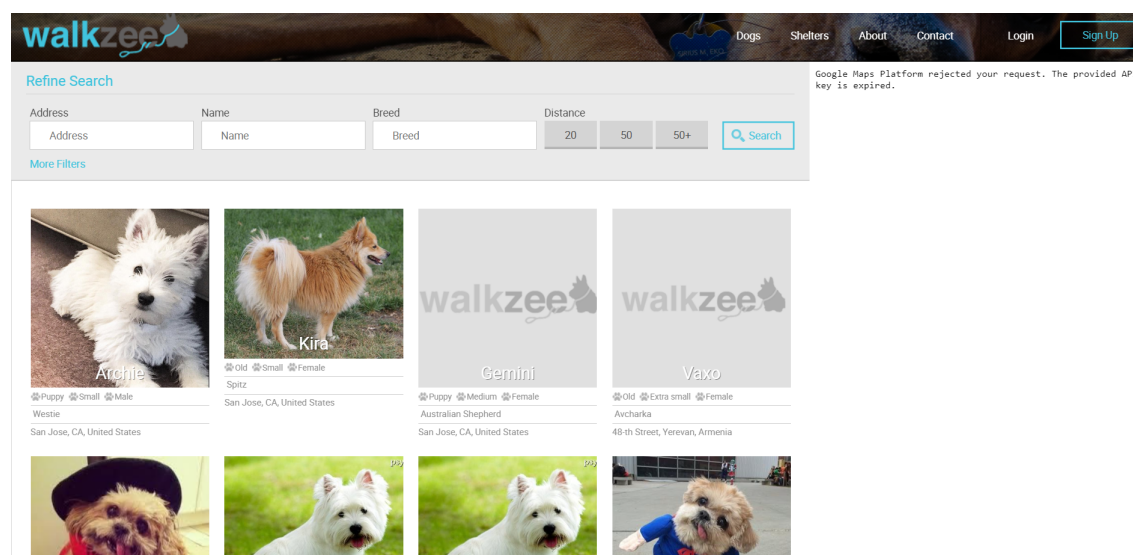 walkzee
Dogs Shelters About Contact Login Sign Up
Refine Search
Google Maps Platform rejected your request. The provided AP
key is expired.
Address Name Breed Distance
Address Name Breed 20 50 50+ Search
More Filters
walkzee walkzee
Archie Kira Gemini Vaxo
Old Small Female
Spitz
San Jose, CA, United States
Puppy Small Male
Westie
San Jose, CA, United States
Puppy Medium Female
Australian Shepherd
San Jose, CA, United States
Old Extra small Female
Avcharka
48-th Street, Yerevan, Armenia